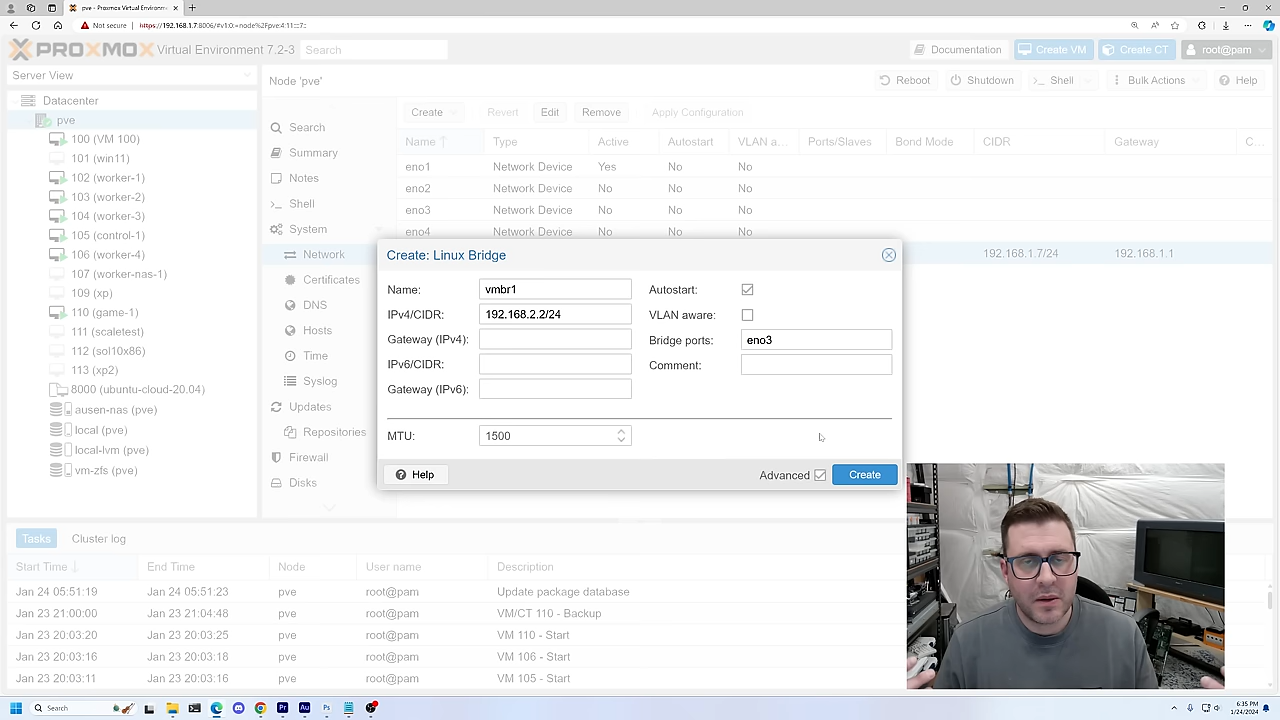 pve - Proxmox Virtual Environment
Not secure
https://192.168.1.7:8006/#v1:0:=node%2Fpve:4:11:::7::
PROXMOX Virtual Environment 7.2-3
Search
Documentation
Create VM
Create CT
root@pam
Server View
Node 'pve'
Reboot
Shutdown
Shell
Bulk Actions
Help
Datacenter
pve
100 (VM 100)
101 (win11)
102 (worker-1)
103 (worker-2)
104 (worker-3)
105 (control-1)
106 (worker-4)
107 (worker-nas-1)
109 (xp)
110 (game-1)
111 (scaletest)
112 (sol10x86)
113 (xp2)
8000 (ubuntu-cloud-20.04)
ausen-nas (pve)
local (pve)
local-lvm (pve)
vm-zfs (pve)
Search
Summary
Notes
Shell
System
Network
Certificates
DNS
Hosts
Time
Syslog
Updates
Repositories
Firewall
Disks
Create
Revert
Edit
Remove
Apply Configuration
Name Type Active Autostart VLAN a... Ports/Slaves Bond Mode CIDR Gateway C...
eno1 Network Device Yes No No
eno2 Network Device No No No
eno3 Network Device No No No
eno4 Network Device No No No
192.168.1.7/24 192.168.1.1
Create: Linux Bridge
Name: vmbr1
IPv4/CIDR: 192.168.2.2/24
Gateway (IPv4):
IPv6/CIDR:
Gateway (IPv6):
Autostart:
VLAN aware:
Bridge ports: eno3
Comment:
MTU: 1500
Help
Advanced
Create
Tasks
Cluster log
Start Time End Time Node User name Description
Jan 24 05:51:19 Jan 24 05:51:23 pve root@pam Update package database
Jan 23 21:00:00 Jan 23 21:04:48 pve root@pam VM/CT 110 - Backup
Jan 23 20:03:20 Jan 23 20:03:25 pve root@pam VM 110 - Start
Jan 23 20:03:16 Jan 23 20:03:18 pve root@pam VM 106 - Start
Jan 23 20:03:11 Jan 23 20:03:16 pve root@pam VM 105 - Start
Search
6:35 PM
1/24/2024